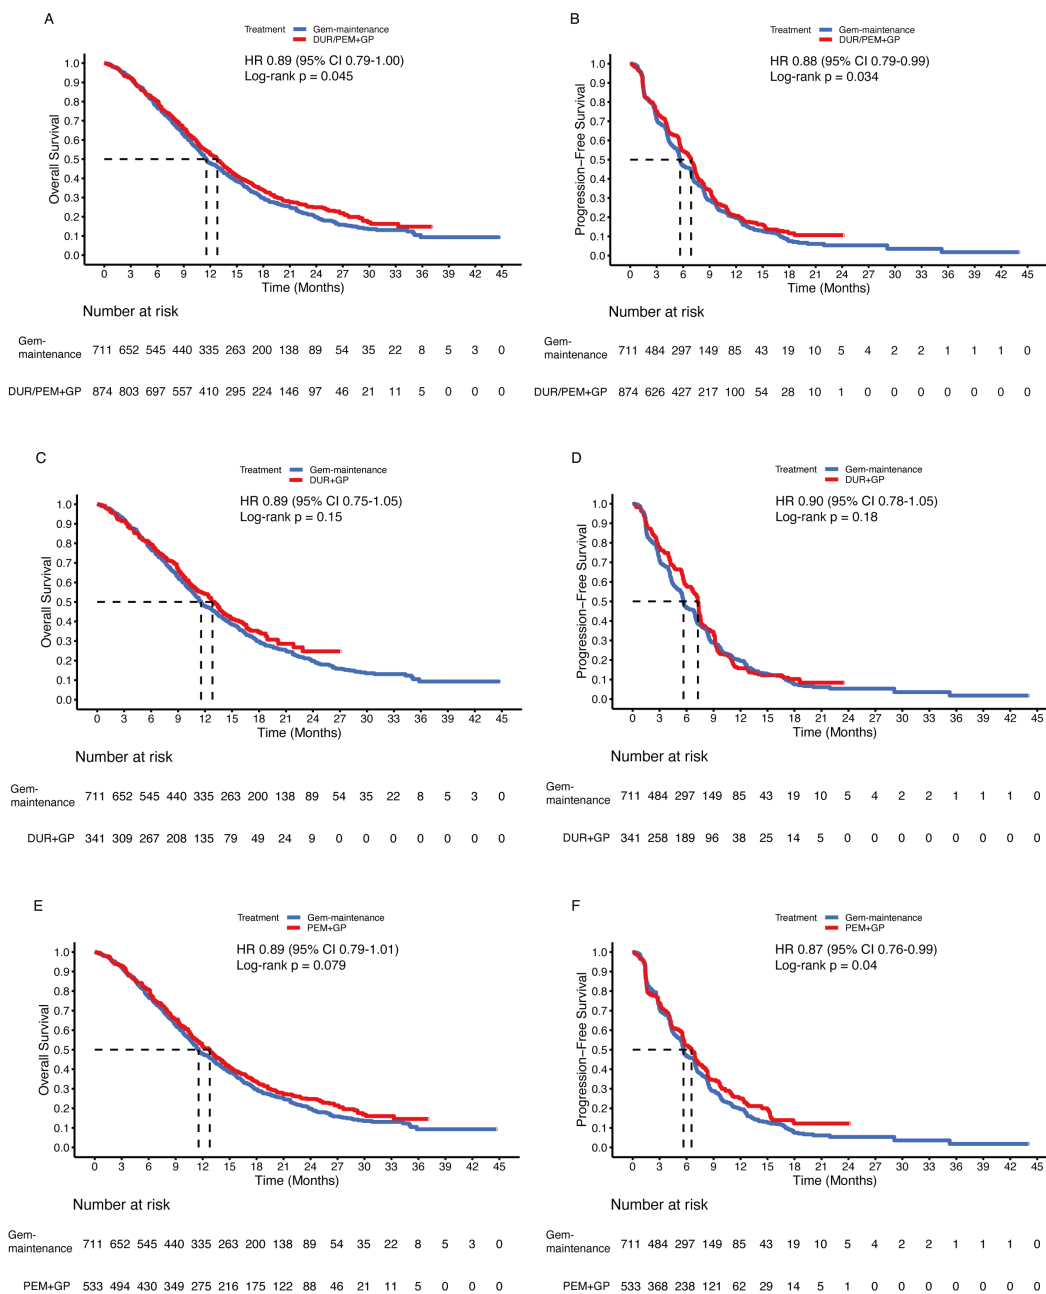 A
Treatment Gem-maintenance
DUR/PEM+GP
HR 0.89 (95% CI 0.79-1.00)
Log-rank p = 0.045
Overall Survival
1.0
0.9
0.8
0.7
0.6
0.5
0.4
0.3
0.2
0.1
0.0
0 3 6 9 12 15 18 21 24 27 30 33 36 39 42 45
Time (Months)
Number at risk
Gem-
maintenance 711 652 545 440 335 263 200 138 89 54 35 22 8 5 3 0
DUR/PEM+GP 874 803 697 557 410 295 224 146 97 46 21 11 5 0 0 0
B
Treatment Gem-maintenance
DUR/PEM+GP
HR 0.88 (95% CI 0.79-0.99)
Log-rank p = 0.034
Progression-Free Survival
1.0
0.9
0.8
0.7
0.6
0.5
0.4
0.3
0.2
0.1
0.0
0 3 6 9 12 15 18 21 24 27 30 33 36 39 42 45
Time (Months)
Number at risk
Gem-
maintenance 711 484 297 149 85 43 19 10 5 4 2 2 1 1 1 0
DUR/PEM+GP 874 626 427 217 100 54 28 10 1 0 0 0 0 0 0 0
C
Treatment Gem-maintenance
DUR+GP
HR 0.89 (95% CI 0.75-1.05)
Log-rank p = 0.15
Overall Survival
1.0
0.9
0.8
0.7
0.6
0.5
0.4
0.3
0.2
0.1
0.0
0 3 6 9 12 15 18 21 24 27 30 33 36 39 42 45
Time (Months)
Number at risk
Gem-
maintenance 711 652 545 440 335 263 200 138 89 54 35 22 8 5 3 0
DUR+GP 341 309 267 208 135 79 49 24 9 0 0 0 0 0 0 0
D
Treatment Gem-maintenance
DUR+GP
HR 0.90 (95% CI 0.78-1.05)
Log-rank p = 0.18
Progression-Free Survival
1.0
0.9
0.8
0.7
0.6
0.5
0.4
0.3
0.2
0.1
0.0
0 3 6 9 12 15 18 21 24 27 30 33 36 39 42 45
Time (Months)
Number at risk
Gem-
maintenance 711 484 297 149 85 43 19 10 5 4 2 2 1 1 1 0
DUR+GP 341 258 189 96 38 25 14 5 0 0 0 0 0 0 0 0
E
Treatment Gem-maintenance
PEM+GP
HR 0.89 (95% CI 0.79-1.01)
Log-rank p = 0.079
Overall Survival
1.0
0.9
0.8
0.7
0.6
0.5
0.4
0.3
0.2
0.1
0.0
0 3 6 9 12 15 18 21 24 27 30 33 36 39 42 45
Time (Months)
Number at risk
Gem-
maintenance 711 652 545 440 335 263 200 138 89 54 35 22 8 5 3 0
PEM+GP 533 494 430 349 275 216 175 122 88 46 21 11 5 0 0 0
F
Treatment Gem-maintenance
PEM+GP
HR 0.87 (95% CI 0.76-0.99)
Log-rank p = 0.04
Progression-Free Survival
1.0
0.9
0.8
0.7
0.6
0.5
0.4
0.3
0.2
0.1
0.0
0 3 6 9 12 15 18 21 24 27 30 33 36 39 42 45
Time (Months)
Number at risk
Gem-
maintenance 711 484 297 149 85 43 19 10 5 4 2 2 1 1 1 0
PEM+GP 533 368 238 121 62 29 14 5 1 0 0 0 0 0 0 0